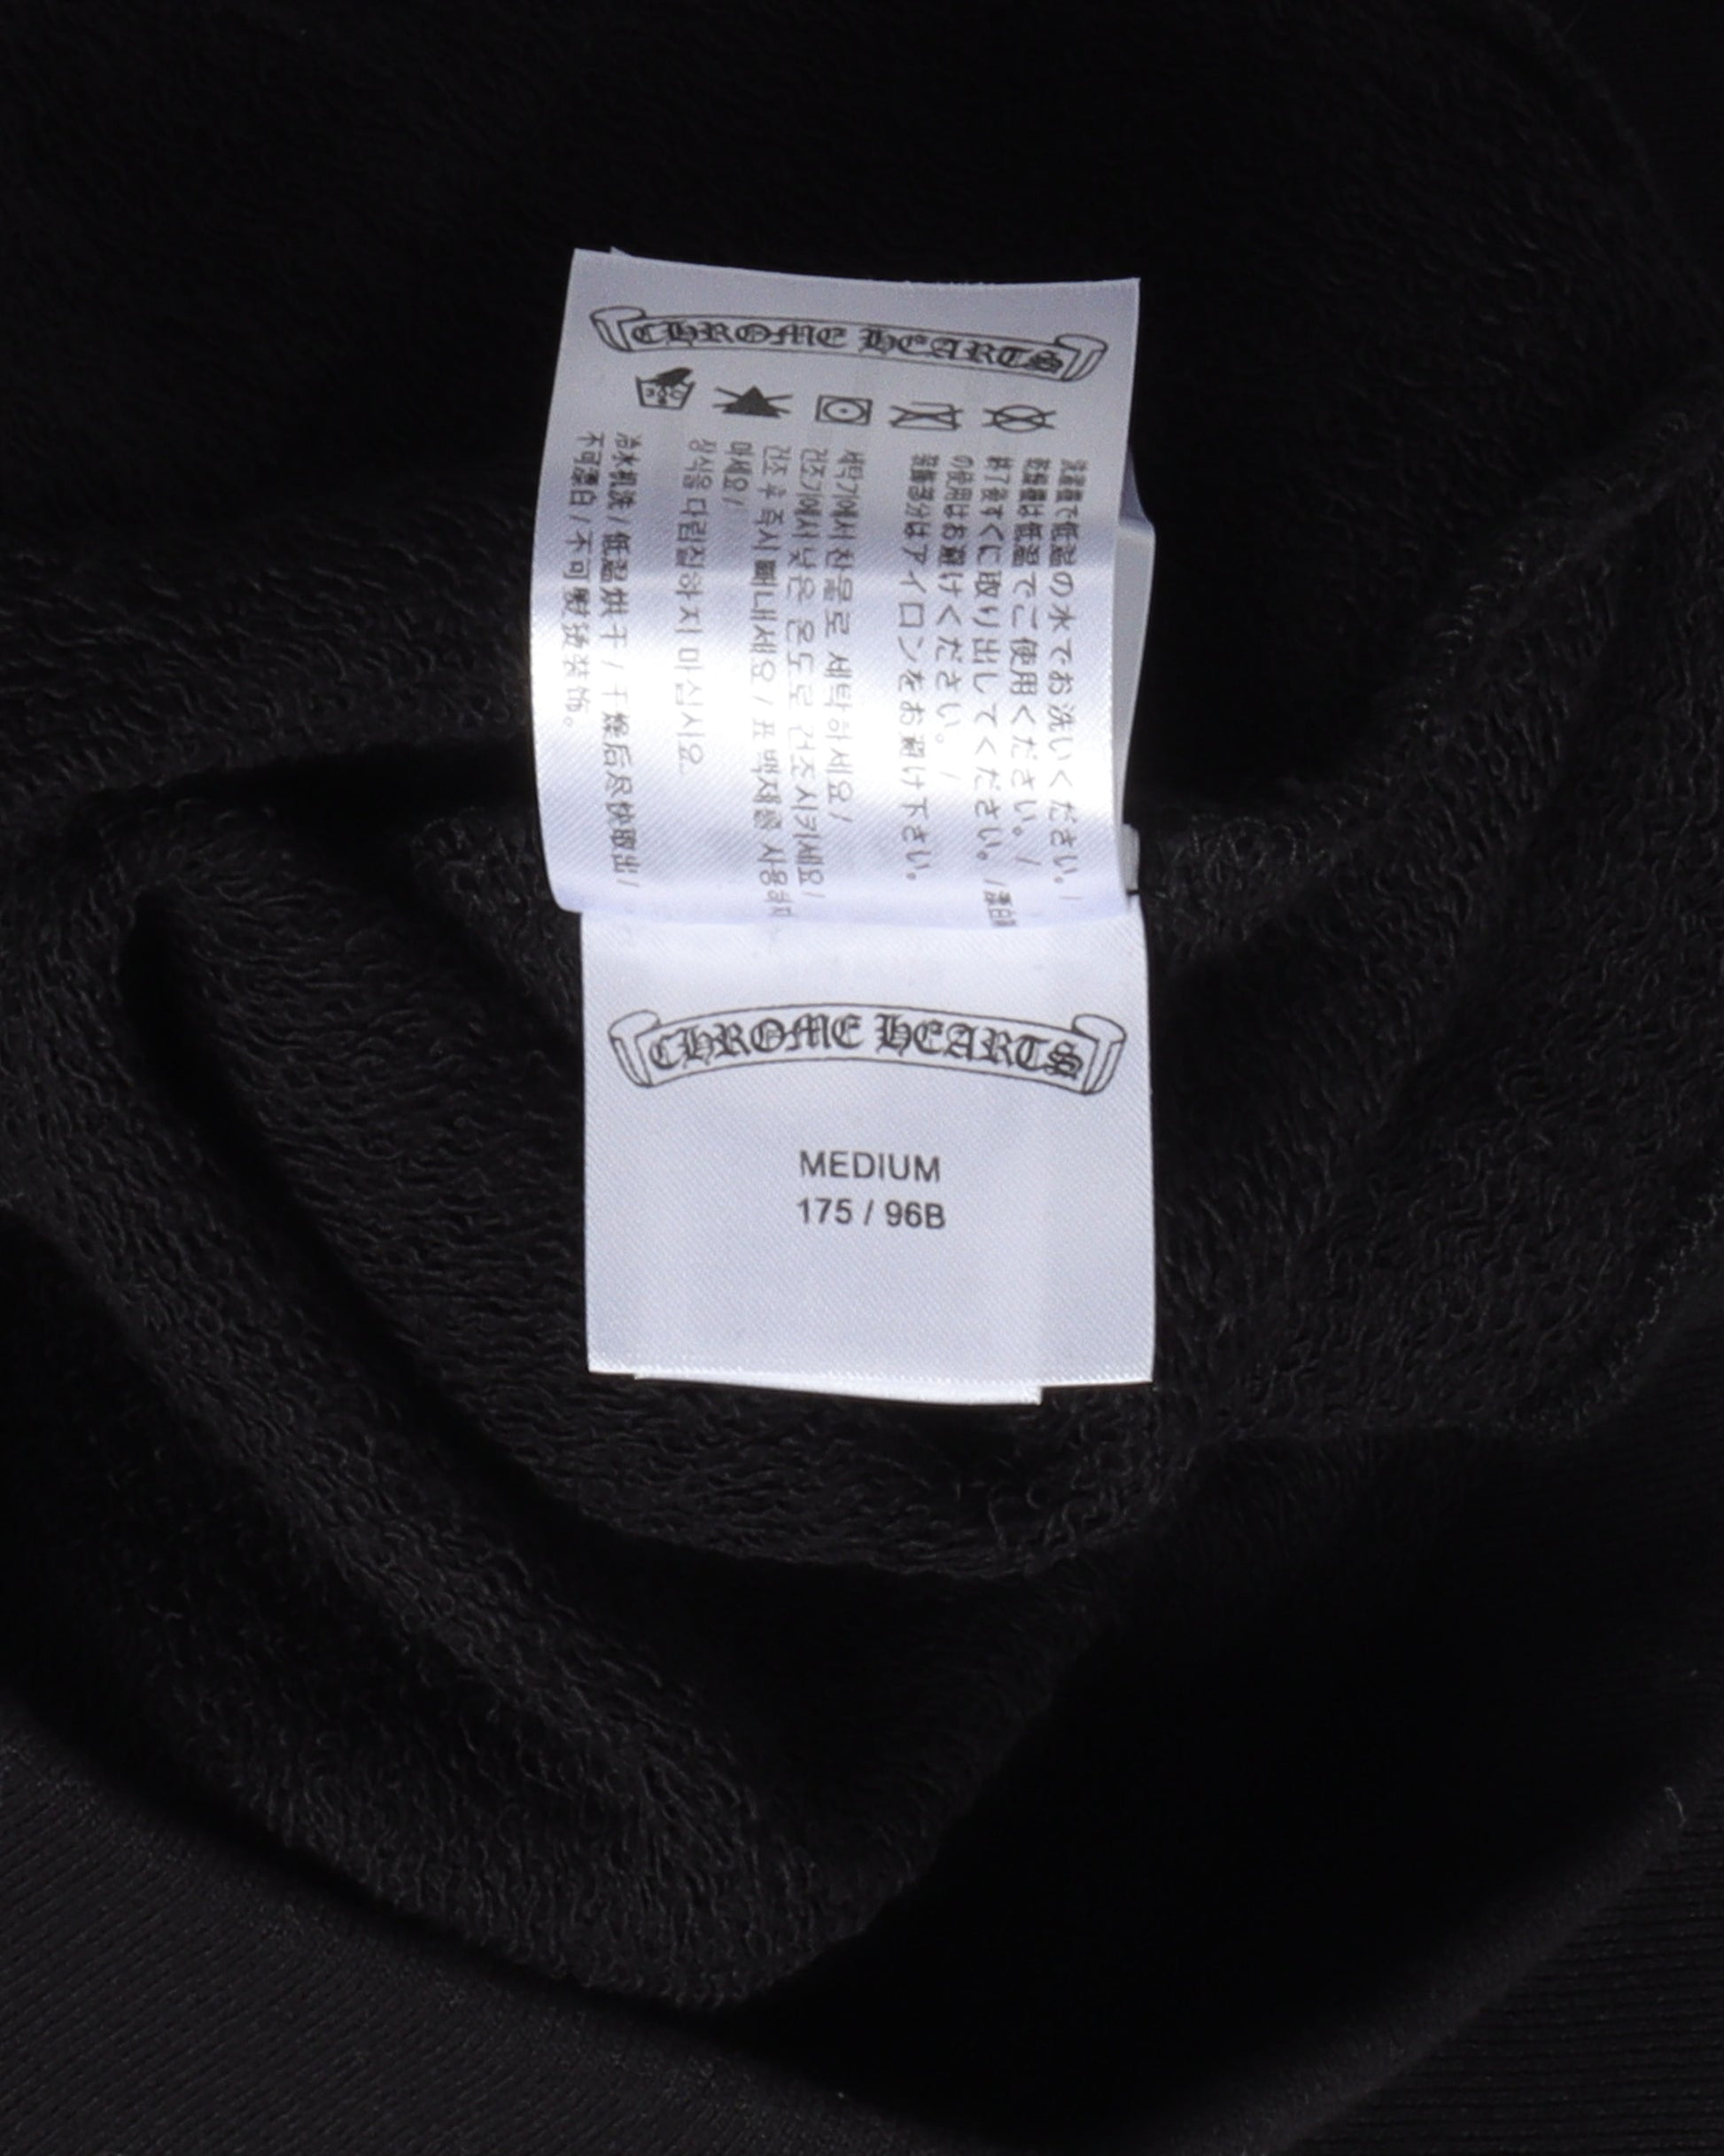 CHROME HEARTS
洗濯機で低温の水でお洗いください。/
乾燥機は低温でご使用ください。/
終了後すぐに取り出してください。/漂白剤
の使用はお避けください。/
装飾部分はアイロンをお避け下さい。
세탁기에서 찬물로 세탁하세요/
건조기에서 낮은 온도로 건조시키세요/
건조 후 즉시 빼내세요/표백제를 사용하지
마세요/
장식을 다림질하지 마십시요.
冷水机洗/低温烘干/干燥后尽快取出/
不可漂白/不可熨烫装饰。
CHROME HEARTS
MEDIUM
175 / 96B